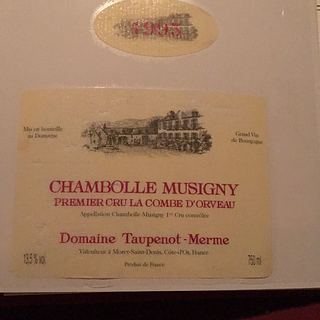 1995
Mis en bouteille
au Domaine
Grand Vin
de Bourgogne
CHAMBOLLE MUSIGNY
PREMIER CRU LA COMBE D'ORVEAU
Appellation Chambolle Musigny 1er Cru contrôlée
Domaine Taupenot-Merme
13,5 % vol
Viticulteur à Morey-Saint-Denis, Côte-d'Or, France
750 ml
Produit de France